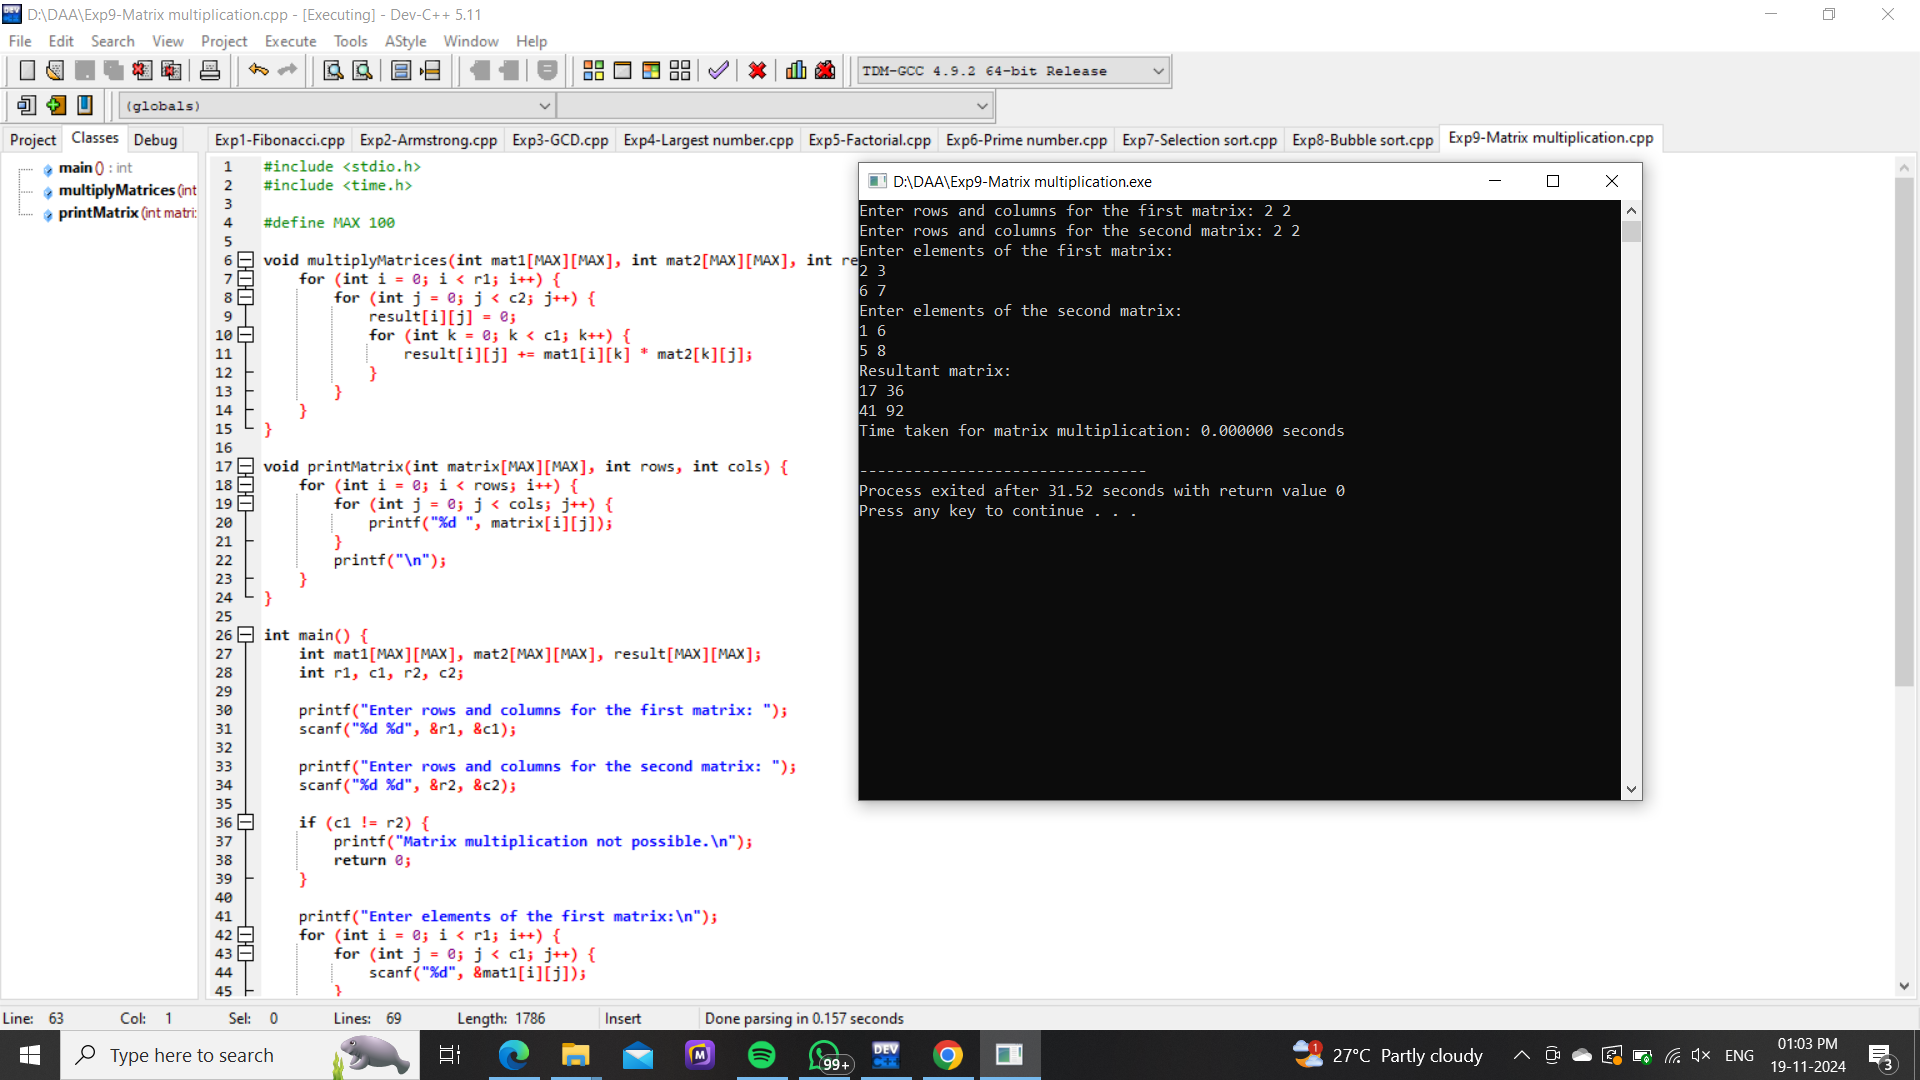 D:\DAA\Exp9-Matrix multiplication.cpp - [Executing] - Dev-C++ 5.11
File Edit Search View Project Execute Tools AStyle Window Help
TDM-GCC 4.9.2 64-bit Release
(globals)
Project Classes Debug
Exp1-Fibonacci.cpp Exp2-Armstrong.cpp Exp3-GCD.cpp Exp4-Largest number.cpp Exp5-Factorial.cpp Exp6-Prime number.cpp Exp7-Selection sort.cpp Exp8-Bubble sort.cpp Exp9-Matrix multiplication.cpp
main () : int
multiplyMatrices (int
printMatrix (int matri:
1 #include <stdio.h>
2 #include <time.h>
3
4 #define MAX 100
5
6 void multiplyMatrices(int mat1[MAX][MAX], int mat2[MAX][MAX], int re
7 for (int i = 0; i < r1; i++) {
8 for (int j = 0; j < c2; j++) {
9 result[i][j] = 0;
10 for (int k = 0; k < c1; k++) {
11 result[i][j] += mat1[i][k] * mat2[k][j];
12 }
13 }
14 }
15 }
16
17 void printMatrix(int matrix[MAX][MAX], int rows, int cols) {
18 for (int i = 0; i < rows; i++) {
19 for (int j = 0; j < cols; j++) {
20 printf("%d ", matrix[i][j]);
21 }
22 printf("\n");
23 }
24 }
25
26 int main() {
27 int mat1[MAX][MAX], mat2[MAX][MAX], result[MAX][MAX];
28 int r1, c1, r2, c2;
29
30 printf("Enter rows and columns for the first matrix: ");
31 scanf("%d %d", &r1, &c1);
32
33 printf("Enter rows and columns for the second matrix: ");
34 scanf("%d %d", &r2, &c2);
35
36 if (c1 != r2) {
37 printf("Matrix multiplication not possible.\n");
38 return 0;
39 }
40
41 printf("Enter elements of the first matrix:\n");
42 for (int i = 0; i < r1; i++) {
43 for (int j = 0; j < c1; j++) {
44 scanf("%d", &mat1[i][j]);
45 }
D:\DAA\Exp9-Matrix multiplication.exe
Enter rows and columns for the first matrix: 2 2
Enter rows and columns for the second matrix: 2 2
Enter elements of the first matrix:
2 3
6 7
Enter elements of the second matrix:
1 6
5 8
Resultant matrix:
17 36
41 92
Time taken for matrix multiplication: 0.000000 seconds
--------------------------------
Process exited after 31.52 seconds with return value 0
Press any key to continue . . .
Line: 63 Col: 1 Sel: 0 Lines: 69 Length: 1786 Insert Done parsing in 0.157 seconds
Type here to search
M
99+
DEV
C++
1
27°C Partly cloudy
ENG
01:03 PM
19-11-2024
3